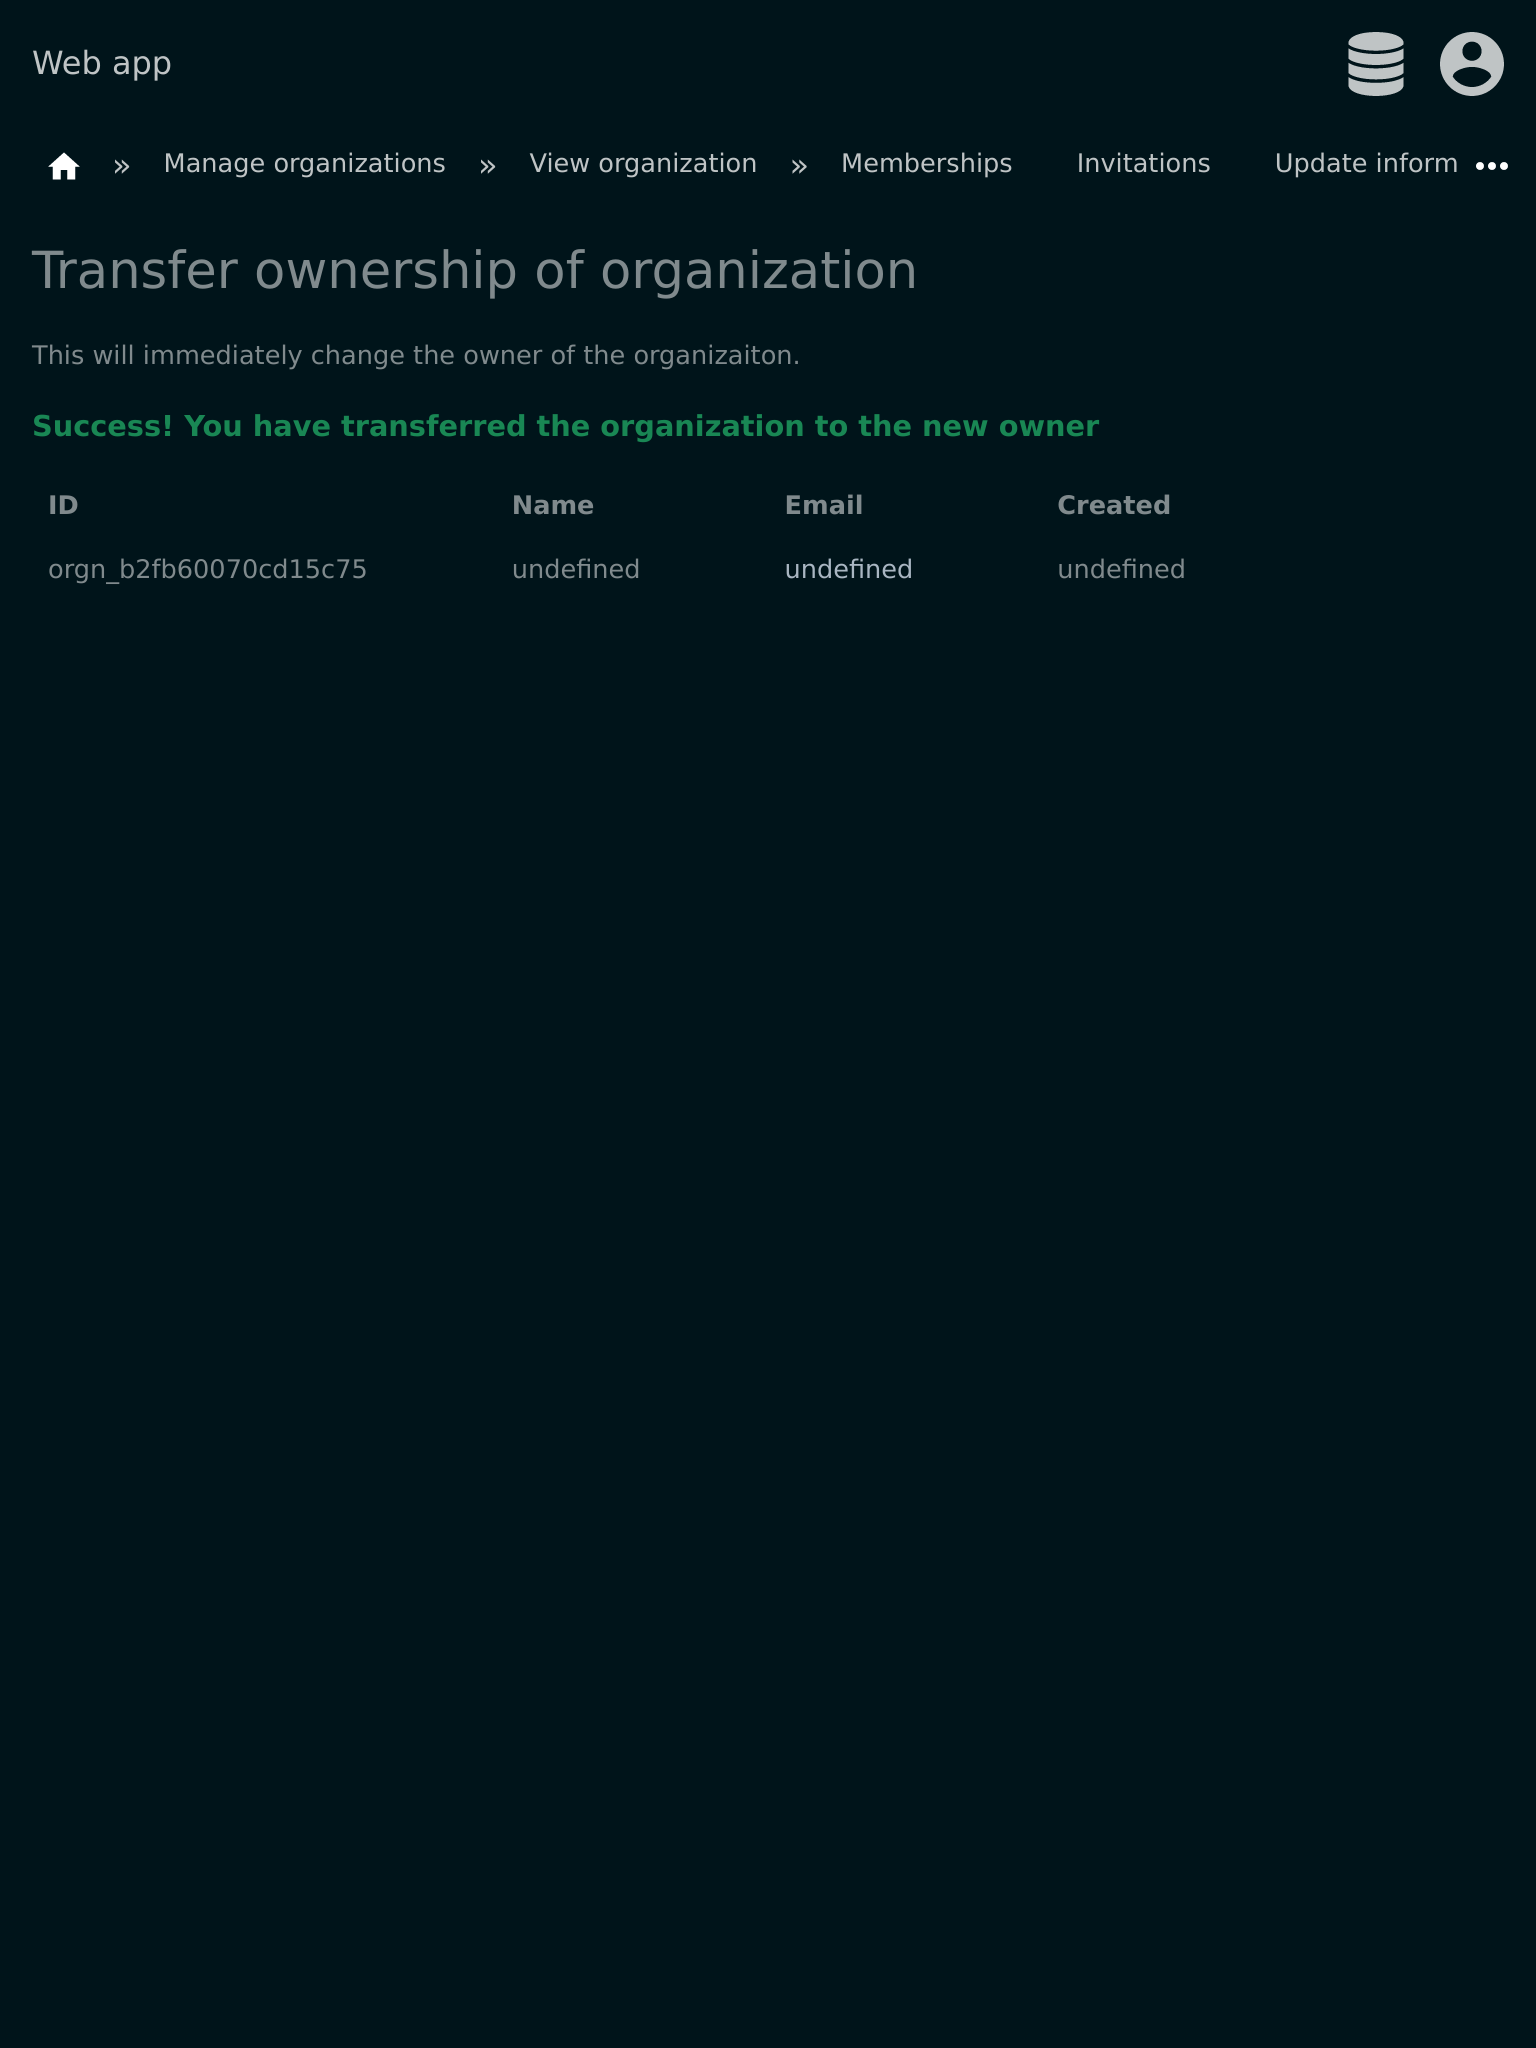 Web app
» Manage organizations » View organization » Memberships Invitations Update inform
Transfer ownership of organization
This will immediately change the owner of the organizaiton.
Success! You have transferred the organization to the new owner
ID Name Email Created
orgn_b2fb60070cd15c75 undefined undefined undefined